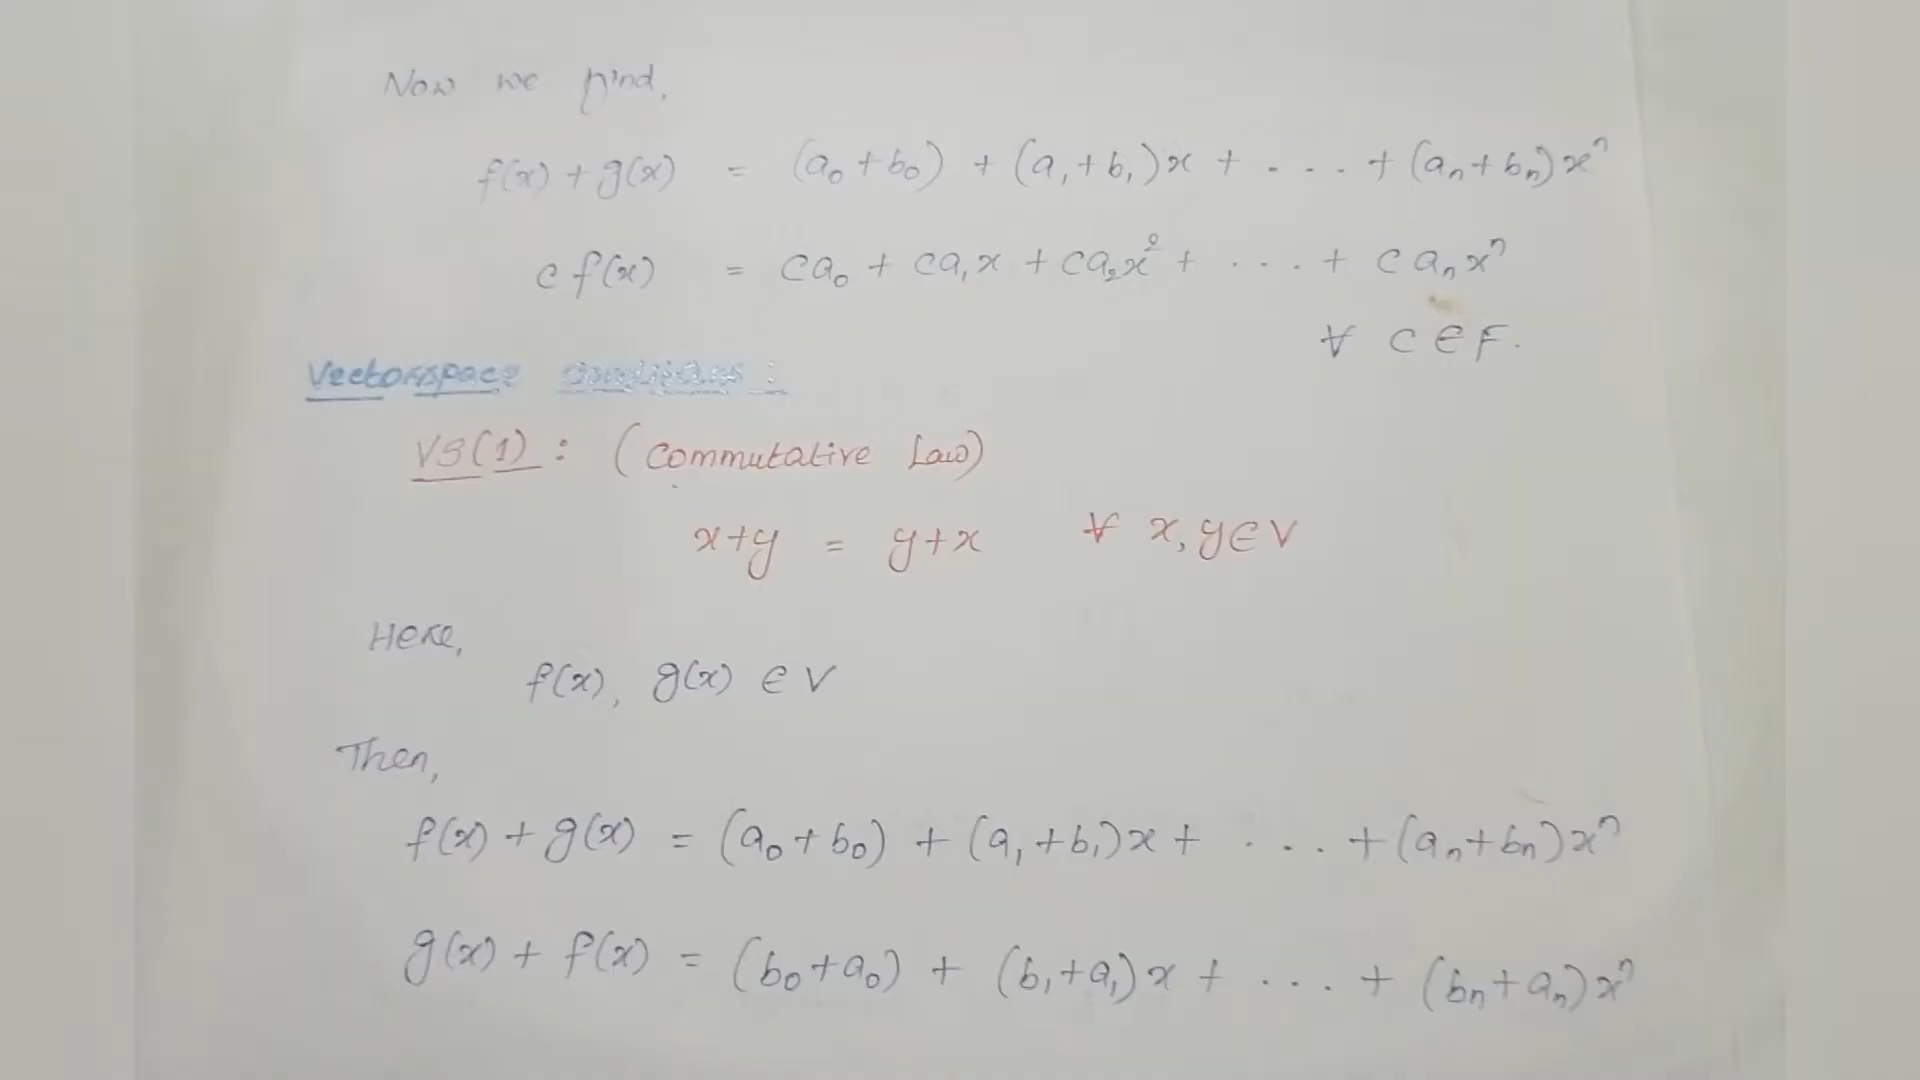 Now we find,
f(x) + g(x) = (a₀ + b₀) + (a₁ + b₁)x + . . . + (aₙ + bₙ)xⁿ
c f(x) = ca₀ + ca₁x + ca₂x² + . . . + c aₙxⁿ
∀ c ∈ F.
Vectorspace Conditions :
VS(1) : (Commutative Law)
x+y = y+x ∀ x, y ∈ V
Here,
f(x), g(x) ∈ V
Then,
f(x) + g(x) = (a₀ + b₀) + (a₁ + b₁)x + . . . + (aₙ + bₙ)xⁿ
g(x) + f(x) = (b₀ + a₀) + (b₁ + a₁)x + . . . + (bₙ + aₙ)xⁿ